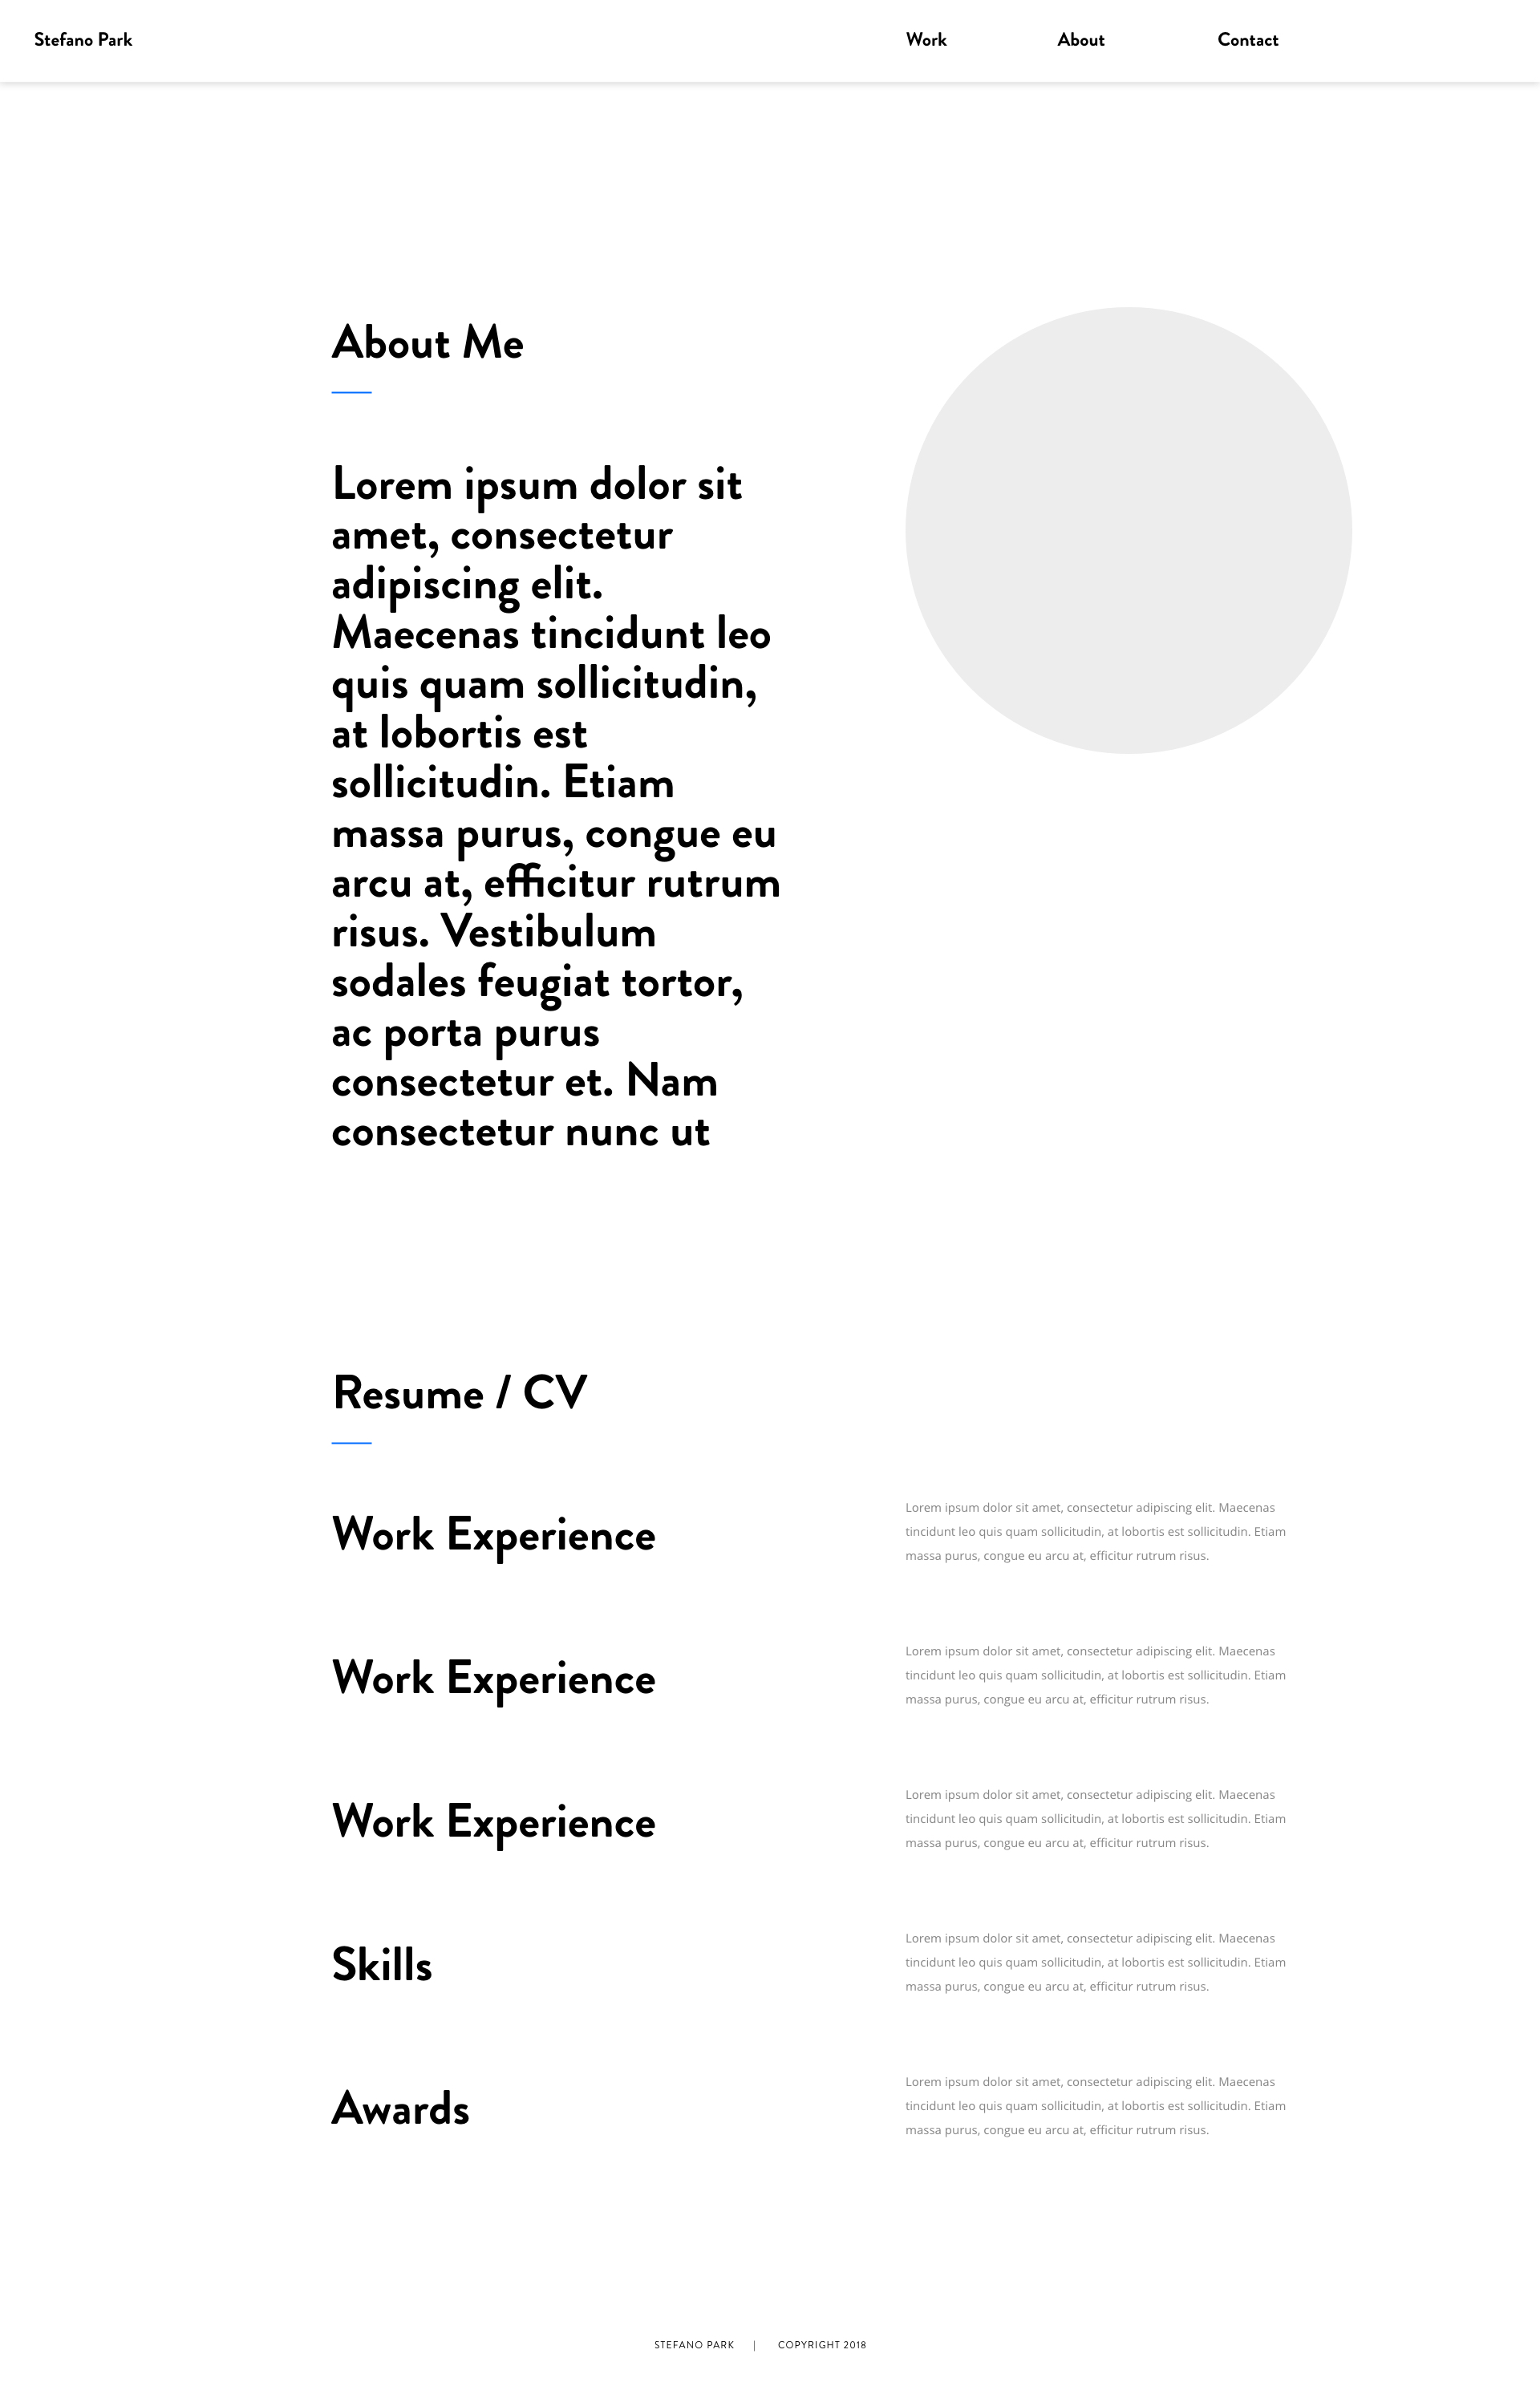 Stefano Park
Work
About
Contact
About Me
Lorem ipsum dolor sit
amet, consectetur
adipiscing elit.
Maecenas tincidunt leo
quis quam sollicitudin,
at lobortis est
sollicitudin. Etiam
massa purus, congue eu
arcu at, efficitur rutrum
risus. Vestibulum
sodales feugiat tortor,
ac porta purus
consectetur et. Nam
consectetur nunc ut
Resume / CV
Work Experience
Lorem ipsum dolor sit amet, consectetur adipiscing elit. Maecenas
tincidunt leo quis quam sollicitudin, at lobortis est sollicitudin. Etiam
massa purus, congue eu arcu at, efficitur rutrum risus.
Work Experience
Lorem ipsum dolor sit amet, consectetur adipiscing elit. Maecenas
tincidunt leo quis quam sollicitudin, at lobortis est sollicitudin. Etiam
massa purus, congue eu arcu at, efficitur rutrum risus.
Work Experience
Lorem ipsum dolor sit amet, consectetur adipiscing elit. Maecenas
tincidunt leo quis quam sollicitudin, at lobortis est sollicitudin. Etiam
massa purus, congue eu arcu at, efficitur rutrum risus.
Skills
Lorem ipsum dolor sit amet, consectetur adipiscing elit. Maecenas
tincidunt leo quis quam sollicitudin, at lobortis est sollicitudin. Etiam
massa purus, congue eu arcu at, efficitur rutrum risus.
Awards
Lorem ipsum dolor sit amet, consectetur adipiscing elit. Maecenas
tincidunt leo quis quam sollicitudin, at lobortis est sollicitudin. Etiam
massa purus, congue eu arcu at, efficitur rutrum risus.
STEFANO PARK | COPYRIGHT 2018